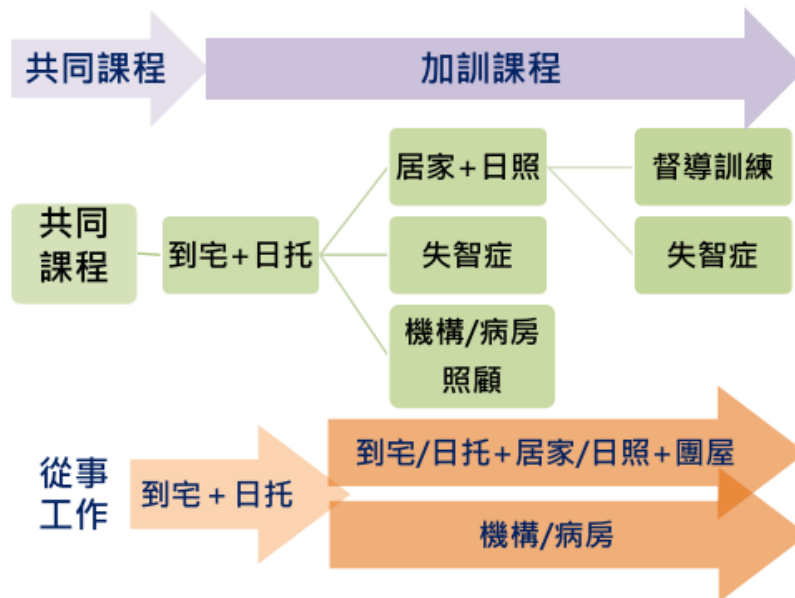 共同課程
加訓課程
居家+日照
督導訓練
共同
課程
到宅+日托
失智症
失智症
機構/病房
照顧
從事
工作
到宅+日托
到宅/日托+居家/日照+團屋
機構/病房